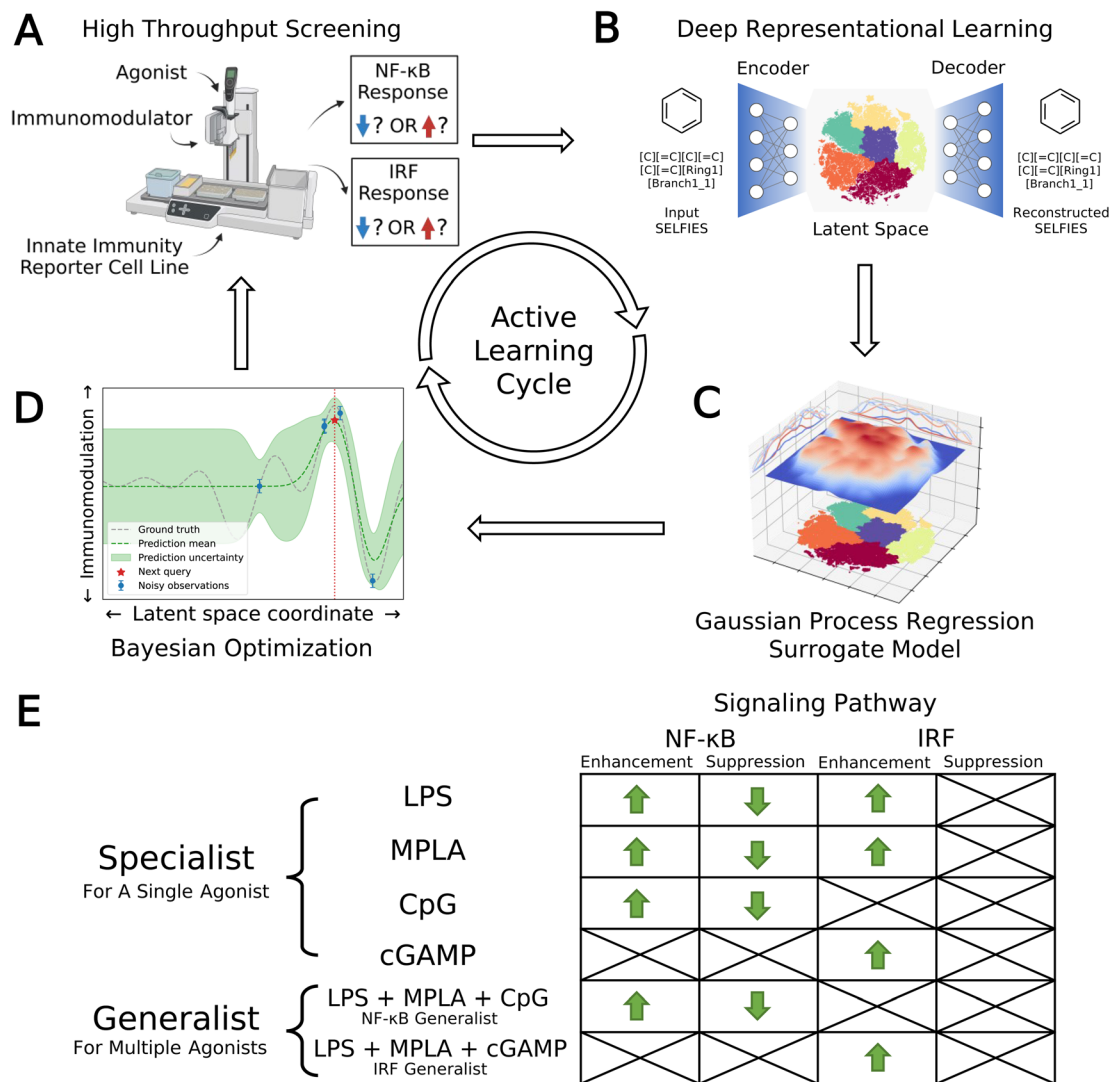 A
High Throughput Screening
Agonist
Immunomodulator
Innate Immunity
Reporter Cell Line
NF-κB
Response
? OR ?
IRF
Response
? OR ?
B
Deep Representational Learning
Encoder
Decoder
[C][=C][C][=C]
[C][=C][Ring1]
[Branch1_1]
Input
SELFIES
Latent Space
[C][=C][C][=C]
[C][=C][Ring1]
[Branch1_1]
Reconstructed
SELFIES
Active
Learning
Cycle
C
Gaussian Process Regression
Surrogate Model
D
← Immunomodulation →
Ground truth
Prediction mean
Prediction uncertainty
Next query
Noisy observations
← Latent space coordinate →
Bayesian Optimization
E
Signaling Pathway
NF-κB IRF
Enhancement Suppression Enhancement Suppression
Specialist
For A Single Agonist
LPS
MPLA
CpG
cGAMP
Generalist
For Multiple Agonists
LPS + MPLA + CpG
NF-κB Generalist
LPS + MPLA + cGAMP
IRF Generalist